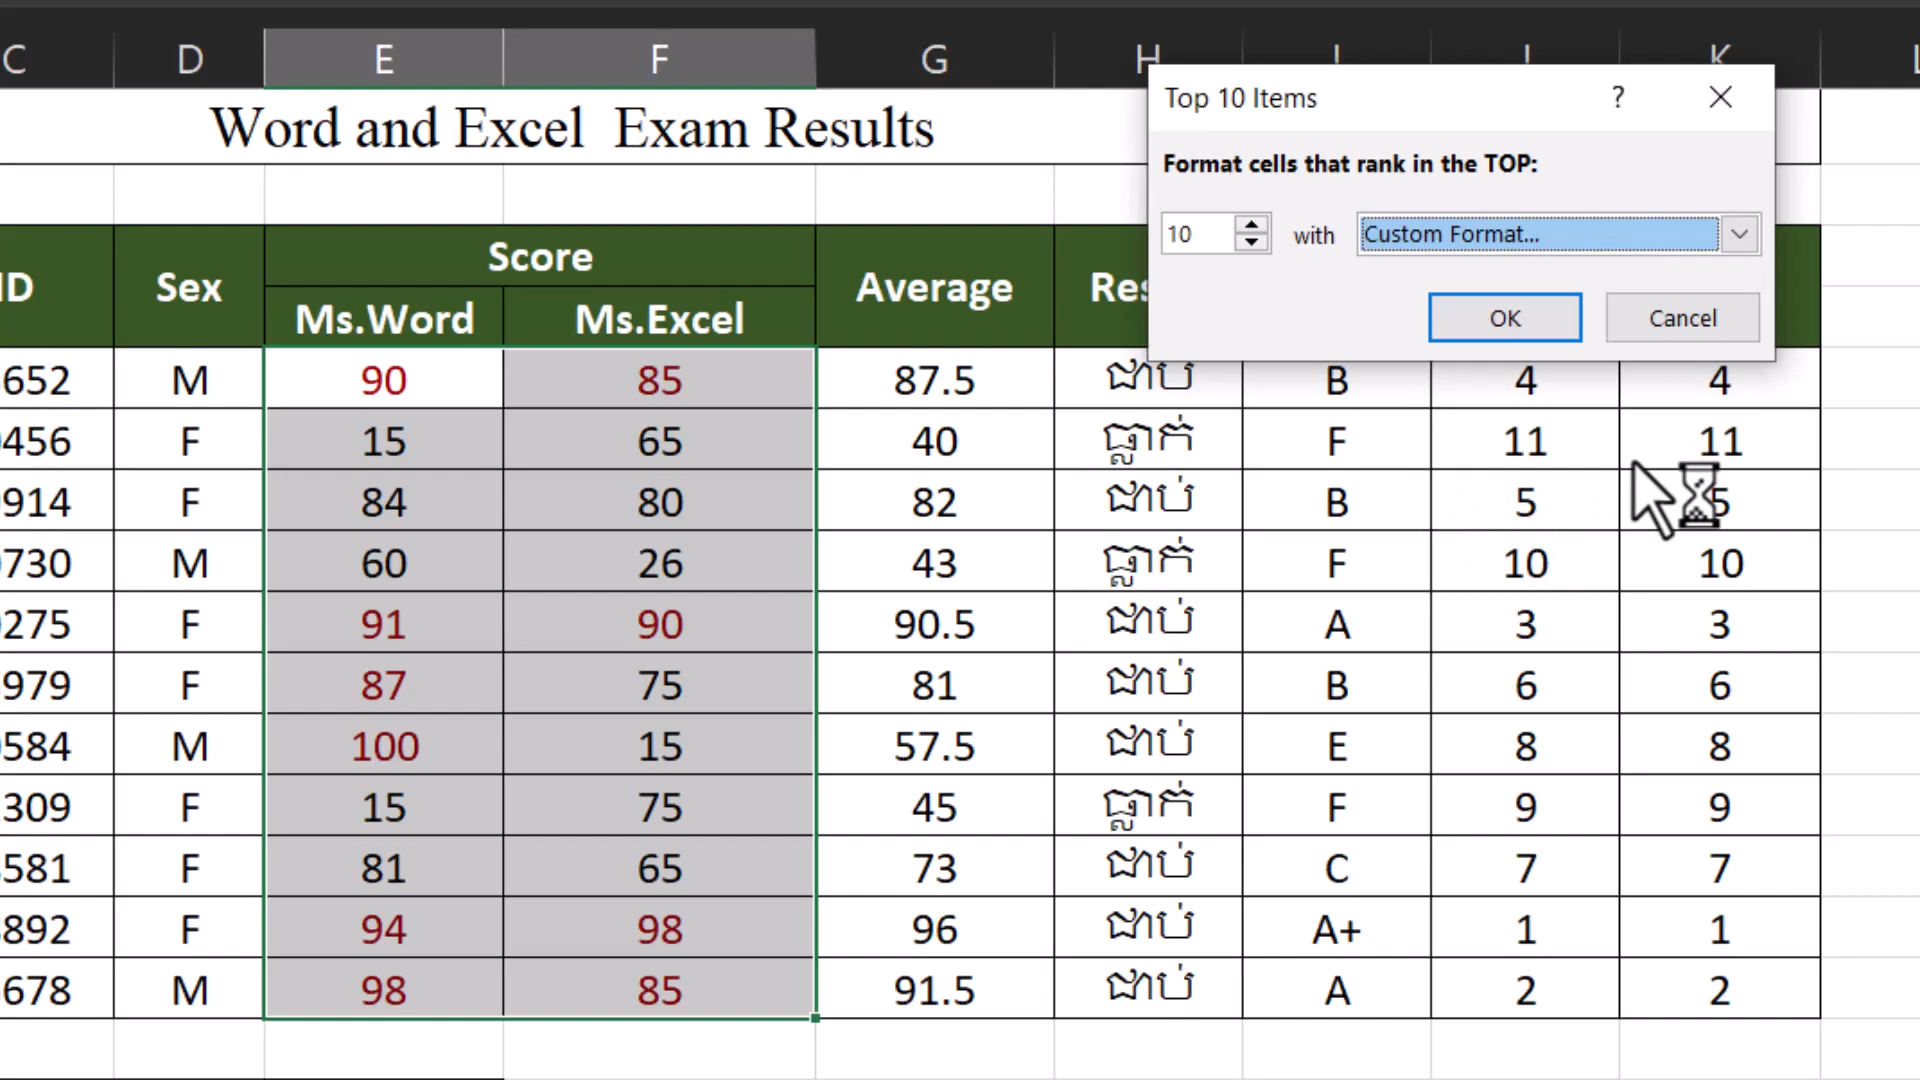 C D E F G H I J K L
Word and Excel  Exam Results
Top 10 Items ?
Format cells that rank in the TOP:
10 with Custom Format...
OK Cancel
ID Sex Score Average Res
Ms.Word Ms.Excel
652 M 90 85 87.5 ជាប់ B 4 4
456 F 15 65 40 ធ្លាក់ F 11 11
914 F 84 80 82 ជាប់ B 5 5
730 M 60 26 43 ធ្លាក់ F 10 10
275 F 91 90 90.5 ជាប់ A 3 3
979 F 87 75 81 ជាប់ B 6 6
584 M 100 15 57.5 ជាប់ E 8 8
309 F 15 75 45 ធ្លាក់ F 9 9
581 F 81 65 73 ជាប់ C 7 7
892 F 94 98 96 ជាប់ A+ 1 1
678 M 98 85 91.5 ជាប់ A 2 2